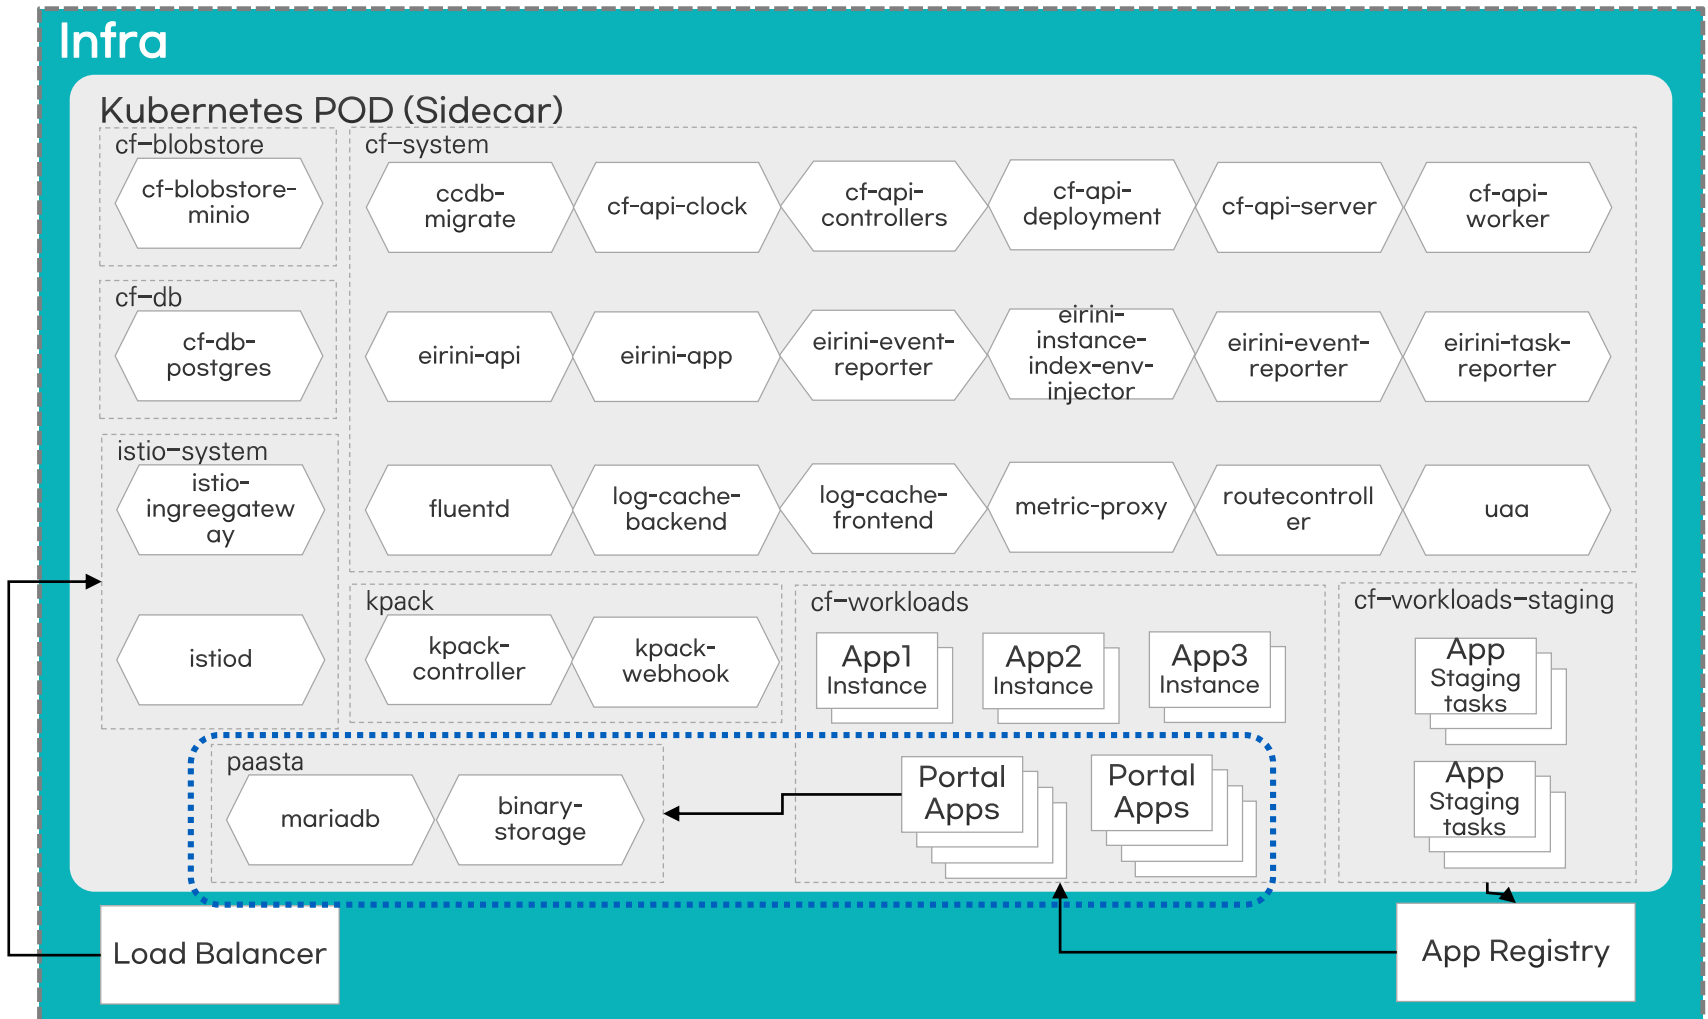 Infra
Kubernetes POD (Sidecar)
cf-blobstore
cf-blobstore-
minio
cf-system
ccdb-
migrate
cf-api-clock
cf-api-
controllers
cf-api-
deployment
cf-api-server
cf-api-
worker
cf-db
cf-db-
postgres
eirini-api
eirini-app
eirini-event-
reporter
eirini-
instance-
index-env-
injector
eirini-event-
reporter
eirini-task-
reporter
istio-system
istio-
ingreegatew
ay
istiod
fluentd
log-cache-
backend
log-cache-
frontend
metric-proxy
routecontroll
er
uaa
kpack
kpack-
controller
kpack-
webhook
cf-workloads
App1
Instance
App2
Instance
App3
Instance
Portal
Apps
Portal
Apps
cf-workloads-staging
App
Staging
tasks
App
Staging
tasks
paasta
mariadb
binary-
storage
Load Balancer
App Registry